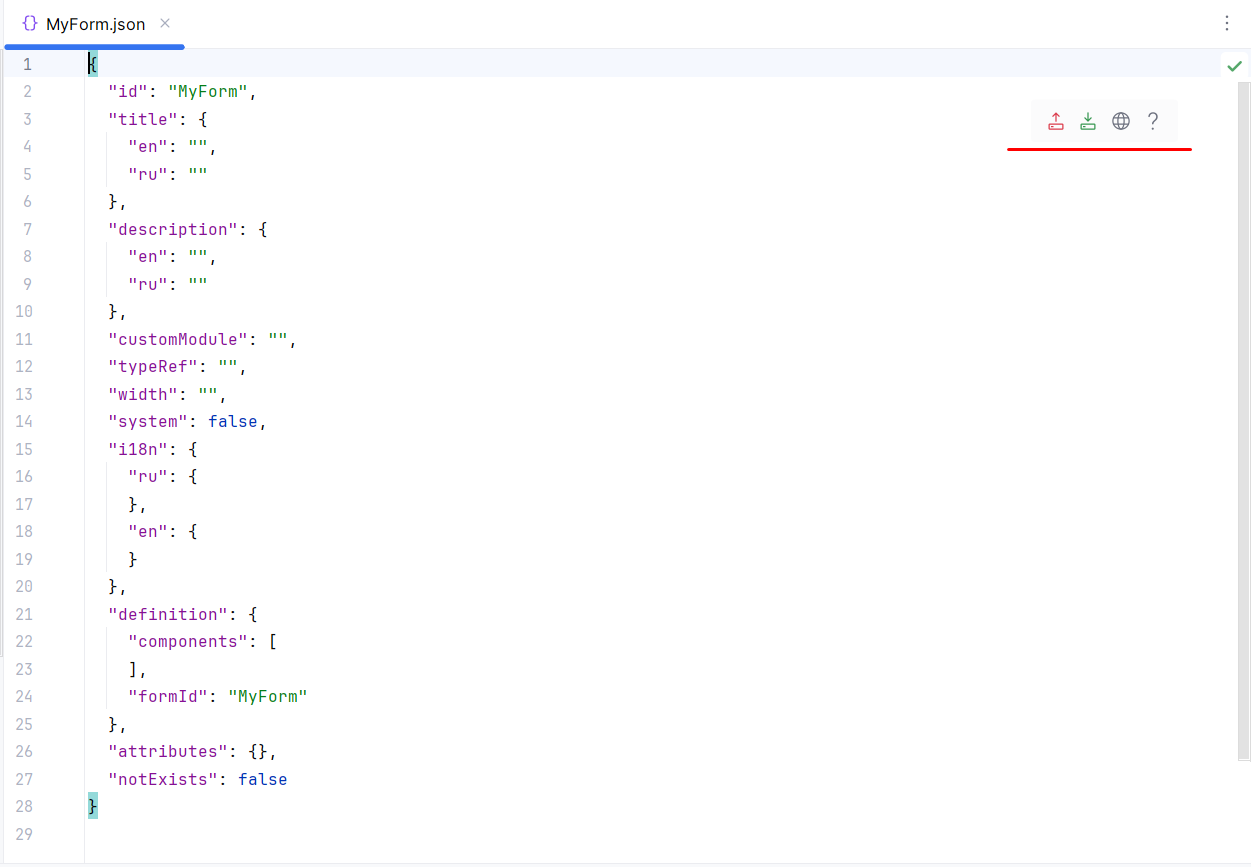 {} MyForm.json ×
1 {
2   "id": "MyForm",
3   "title": {
4     "en": "",
5     "ru": ""
6   },
7   "description": {
8     "en": "",
9     "ru": ""
10   },
11   "customModule": "",
12   "typeRef": "",
13   "width": "",
14   "system": false,
15   "i18n": {
16     "ru": {
17     },
18     "en": {
19     }
20   },
21   "definition": {
22     "components": [
23     ],
24     "formId": "MyForm"
25   },
26   "attributes": {},
27   "notExists": false
28 }
29
?